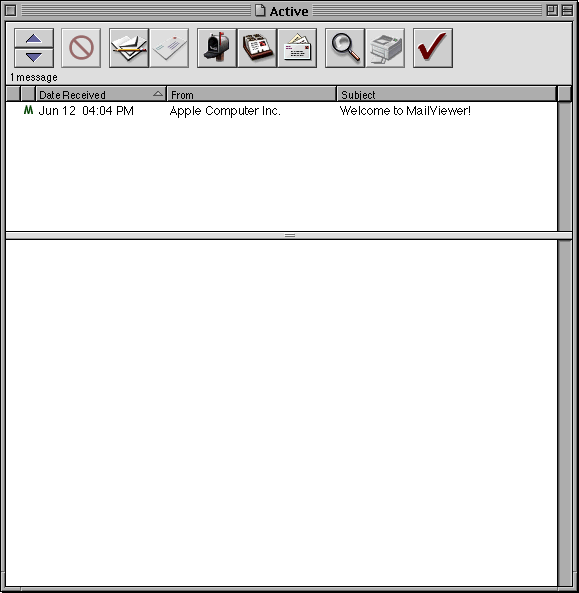 Active
1 message
Date Received From Subject
M Jun 12 04:04 PM Apple Computer Inc. Welcome to MailViewer!